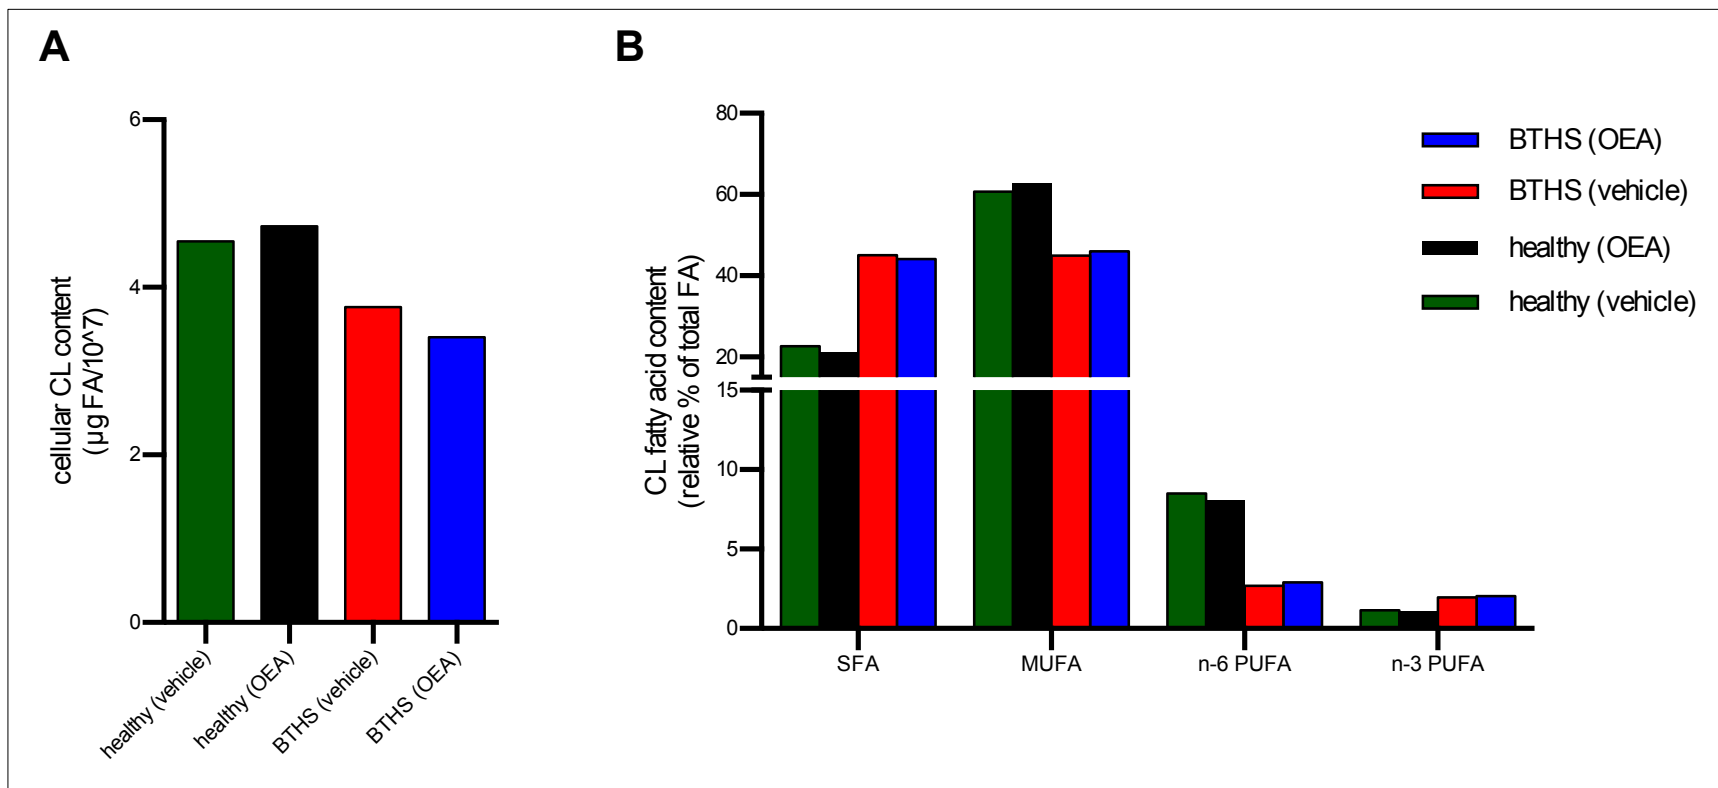 A
cellular CL content
(µg FA/10^7)
6
4
2
0
healthy (vehicle)
healthy (OEA)
BTHS (vehicle)
BTHS (OEA)
B
CL fatty acid content
(relative % of total FA)
80
60
40
20
15
10
5
0
SFA
MUFA
n-6 PUFA
n-3 PUFA
BTHS (OEA)
BTHS (vehicle)
healthy (OEA)
healthy (vehicle)